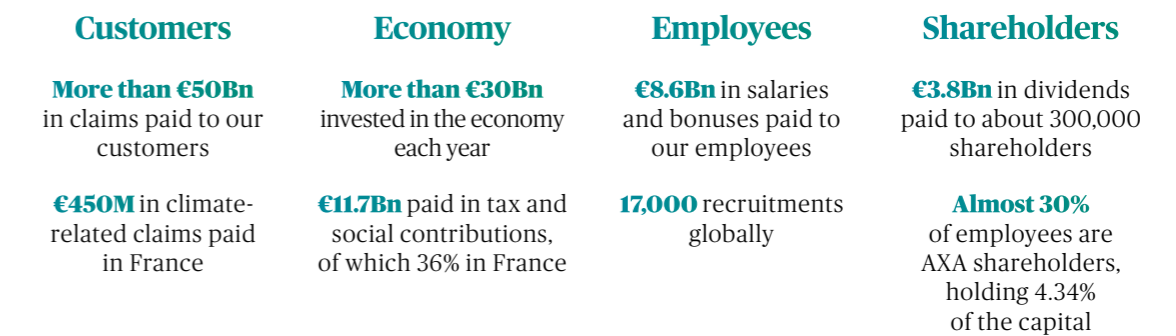 Customers
More than €50Bn
in claims paid to our
customers
€450M in climate-
related claims paid
in France
Economy
More than €30Bn
invested in the economy
each year
€11.7Bn paid in tax and
social contributions,
of which 36% in France
Employees
€8.6Bn in salaries
and bonuses paid to
our employees
17,000 recruitments
globally
Shareholders
€3.8Bn in dividends
paid to about 300,000
shareholders
Almost 30%
of employees are
AXA shareholders,
holding 4.34%
of the capital